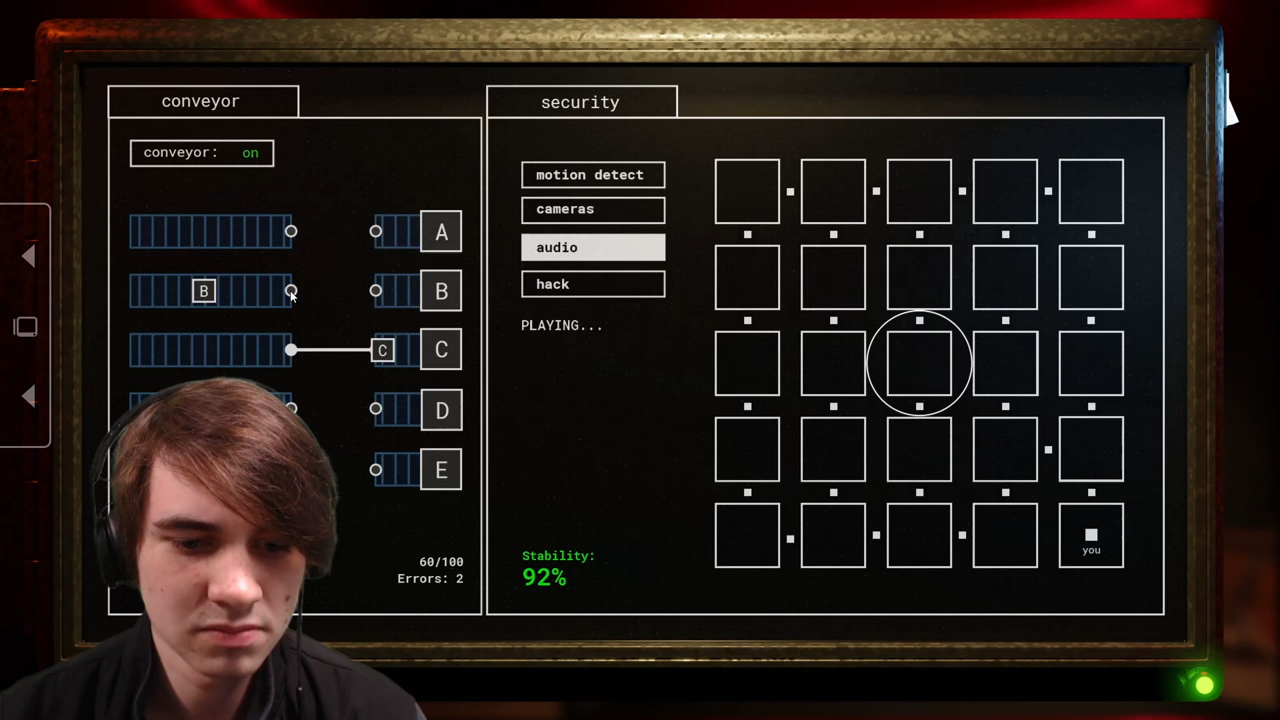 conveyor
conveyor: on
A
B
B
C
C
D
E
60/100
Errors: 2
security
motion detect
cameras
audio
hack
PLAYING...
Stability:
92%
you